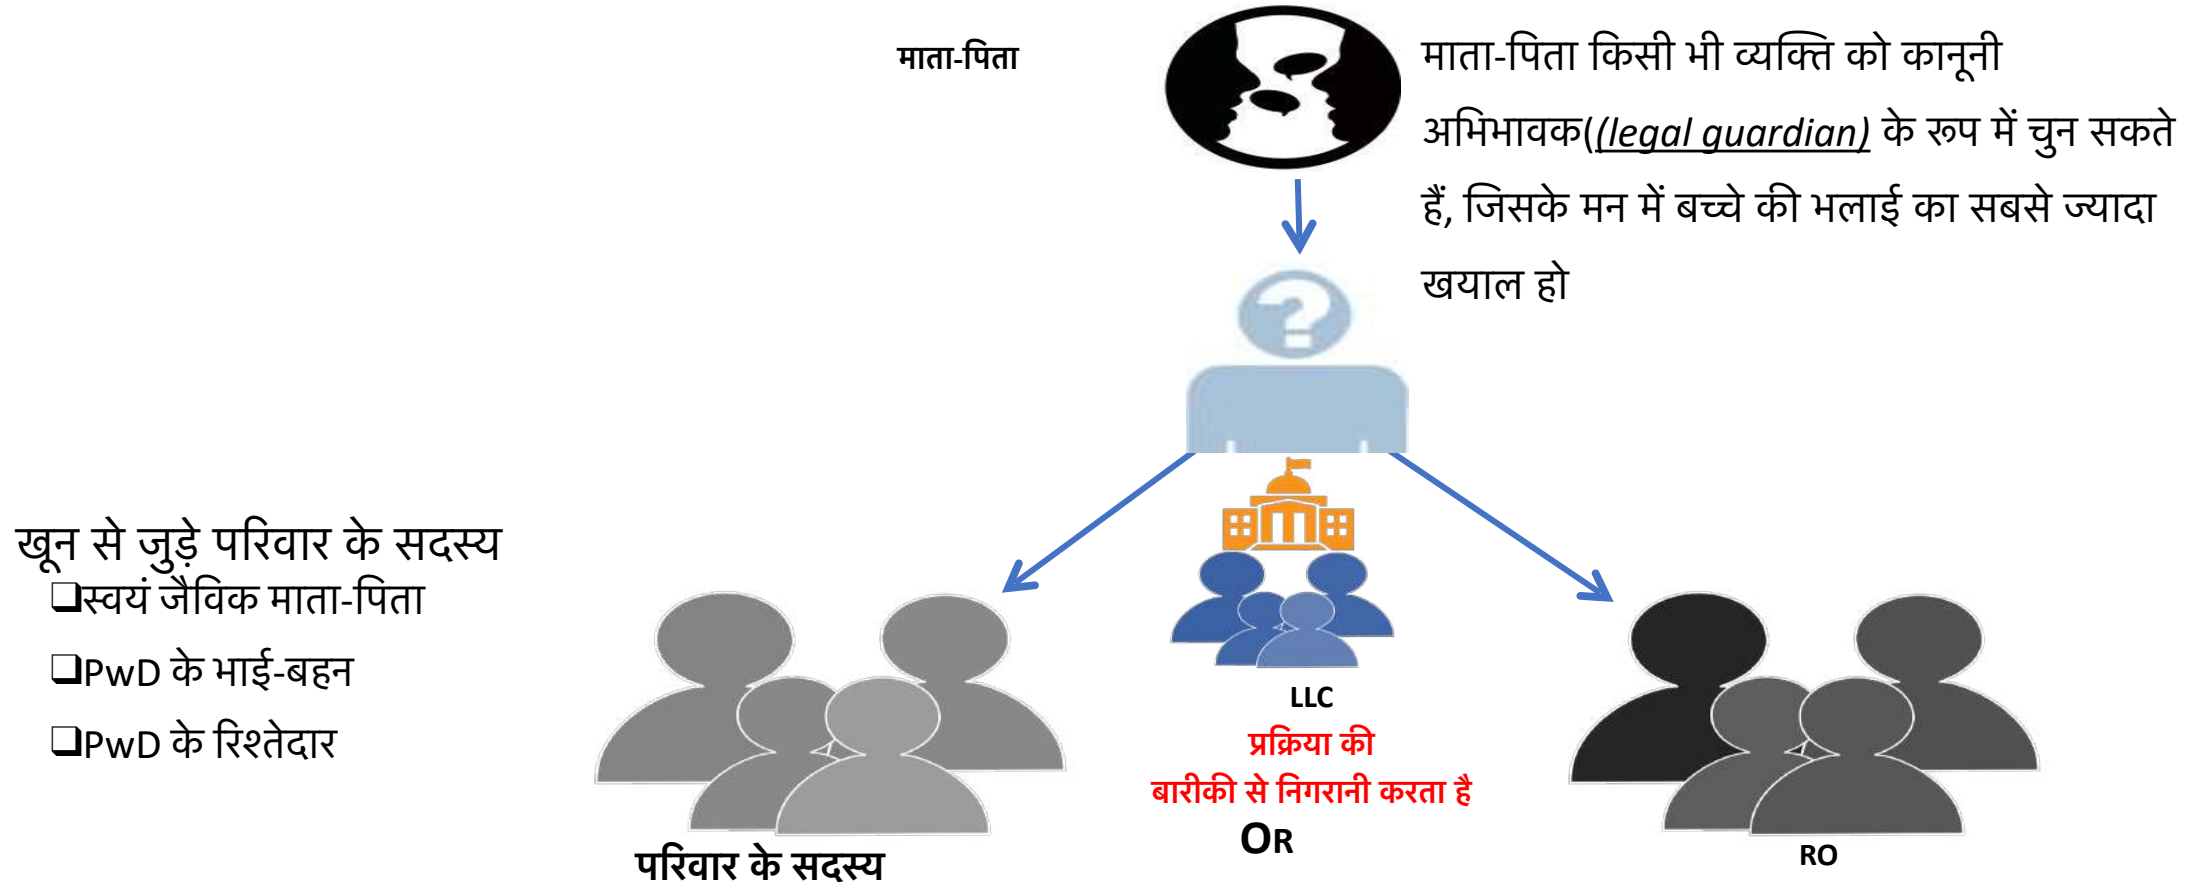 माता-पिता
माता-पिता किसी भी व्यक्ति को कानूनी
अभिभावक((legal guardian) के रूप में चुन सकते
हैं, जिसके मन में बच्चे की भलाई का सबसे ज्यादा
खयाल हो
?
खून से जुड़े परिवार के सदस्य
❑स्वयं जैविक माता-पिता
❑PwD के भाई-बहन
❑PwD के रिश्तेदार
परिवार के सदस्य
LLC
प्रक्रिया की
बारीकी से निगरानी करता है
OR
RO